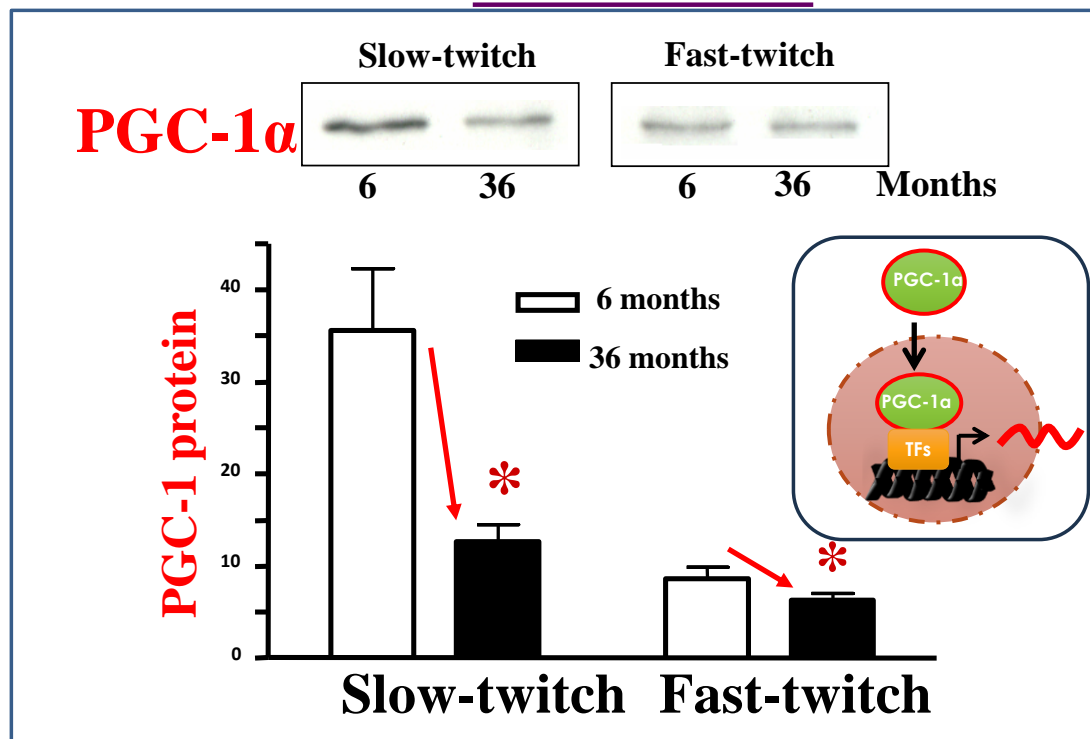 Slow-twitch Fast-twitch
PGC-1α
6 36 6 36 Months
PGC-1 protein
40
30
20
10
0
6 months
36 months
*
*
Slow-twitch Fast-twitch
PGC-1α
PGC-1α
TFs